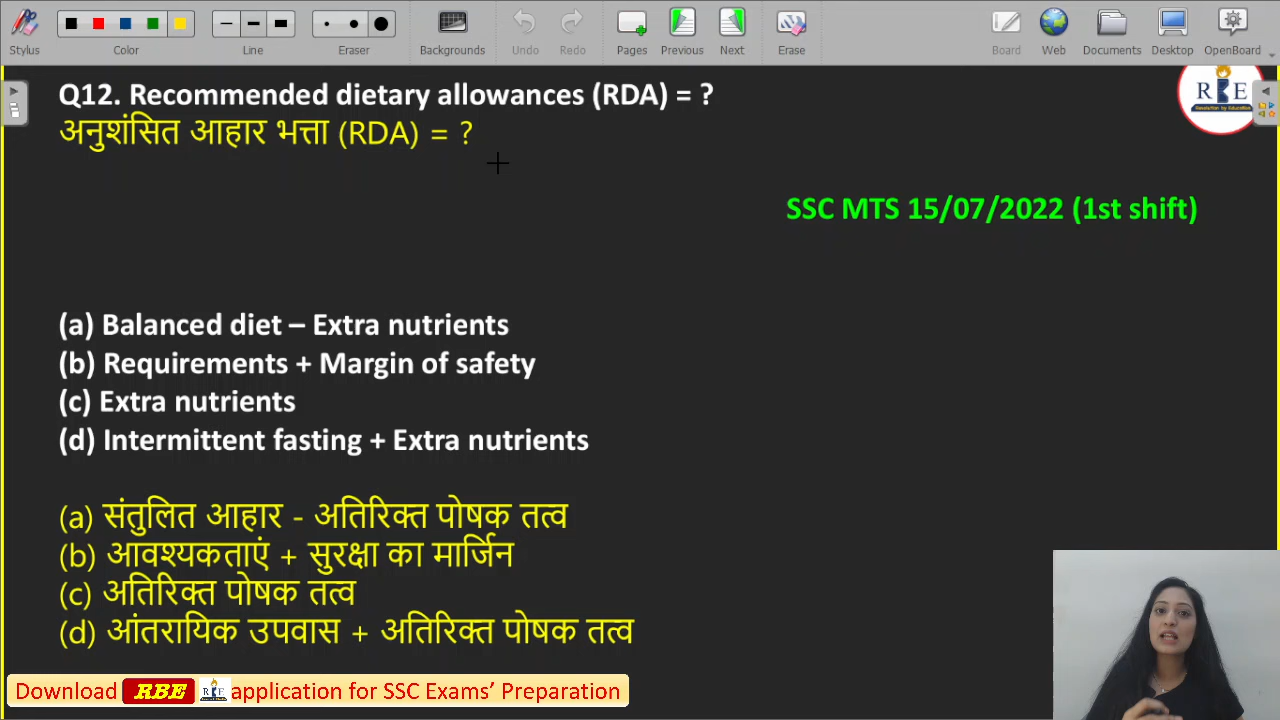 Stylus
Color
Line
Eraser
Backgrounds
Undo
Redo
Pages
Previous
Next
Erase
Board
Web
Documents
Desktop
OpenBoard
Q12. Recommended dietary allowances (RDA) = ?
अनुशंसित आहार भत्ता (RDA) = ?
RBE
SSC MTS 15/07/2022 (1st shift)
(a) Balanced diet – Extra nutrients
(b) Requirements + Margin of safety
(c) Extra nutrients
(d) Intermittent fasting + Extra nutrients
(a) संतुलित आहार - अतिरिक्त पोषक तत्व
(b) आवश्यकताएं + सुरक्षा का मार्जिन
(c) अतिरिक्त पोषक तत्व
(d) आंतरायिक उपवास + अतिरिक्त पोषक तत्व
Download RBE RBE application for SSC Exams’ Preparation